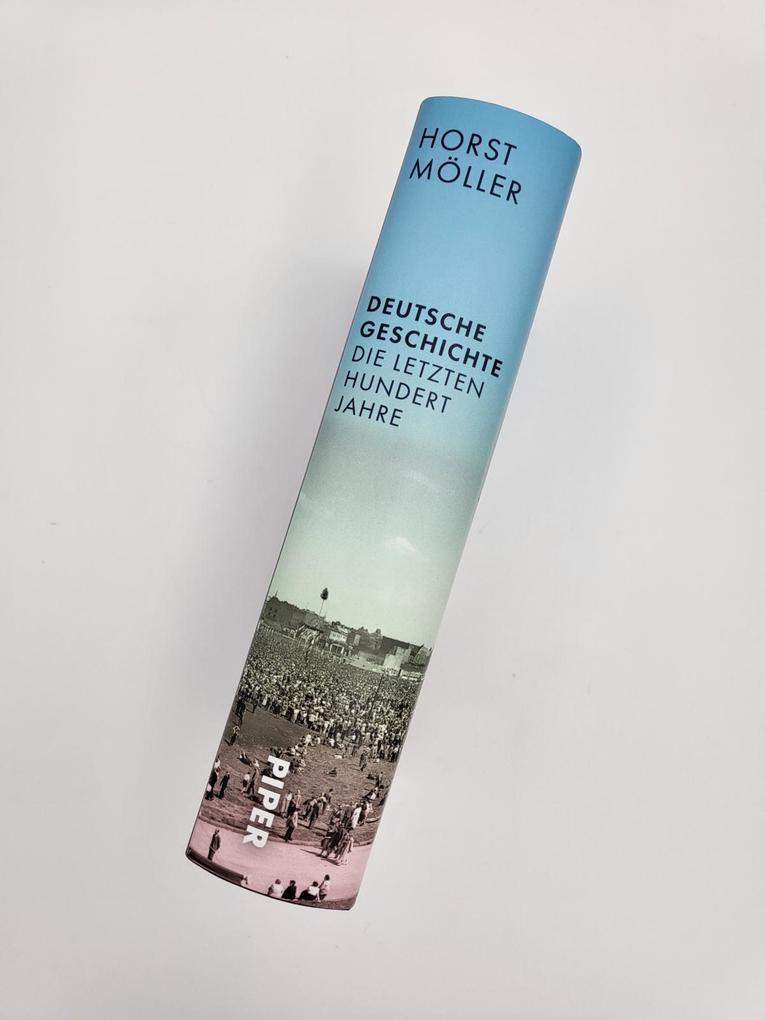 HORST
MÖLLER
DEUTSCHE
GESCHICHTE
DIE LETZTEN
HUNDERT
JAHRE
PIPER